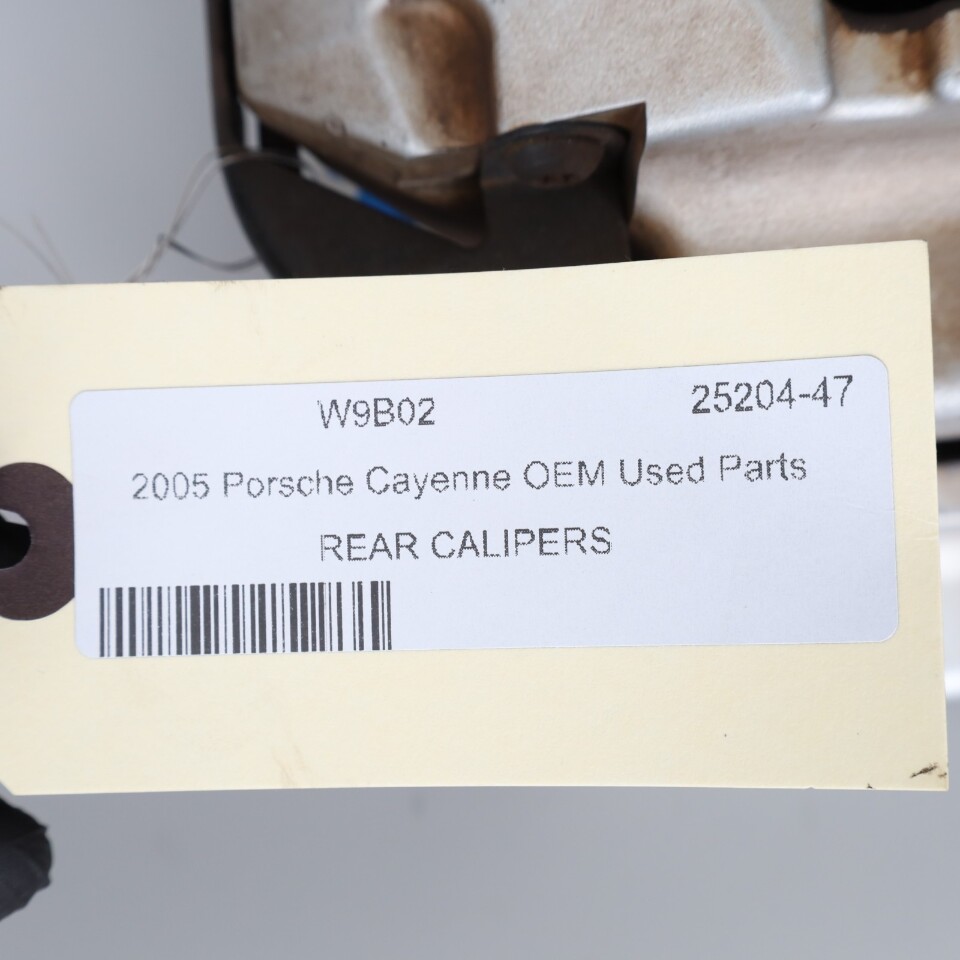 W9B02 25204-47
2005 Porsche Cayenne OEM Used Parts
REAR CALIPERS